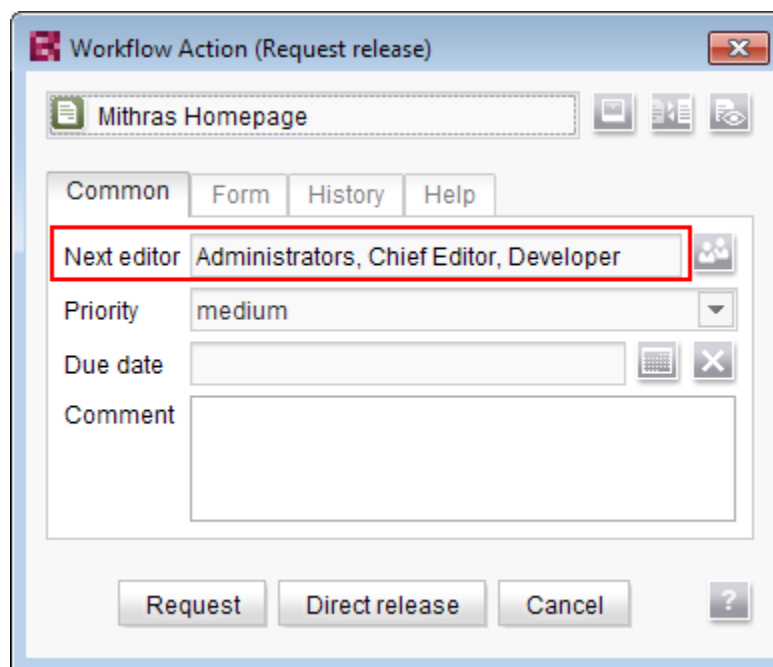 Workflow Action (Request release)
Mithras Homepage
Common Form History Help
Next editor Administrators, Chief Editor, Developer
Priority medium
Due date
Comment
Request Direct release Cancel ?